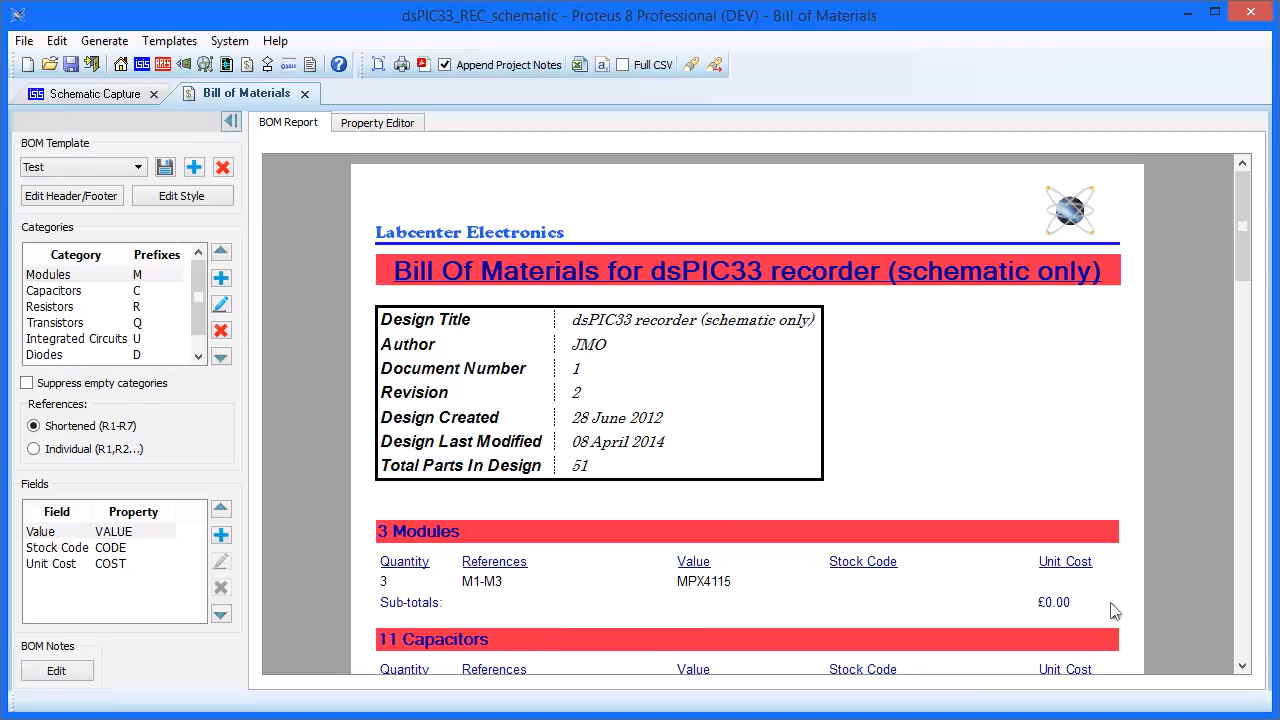 dsPIC33_REC_schematic - Proteus 8 Professional (DEV) - Bill of Materials
File Edit Generate Templates System Help
Append Project Notes Full CSV
Schematic Capture Bill of Materials
BOM Report Property Editor
BOM Template
Test
Edit Header/Footer Edit Style
Categories
Category Prefixes
Modules M
Capacitors C
Resistors R
Transistors Q
Integrated Circuits U
Diodes D
Suppress empty categories
References:
Shortened (R1-R7)
Individual (R1,R2...)
Fields
Field Property
Value VALUE
Stock Code CODE
Unit Cost COST
BOM Notes
Edit
Labcenter Electronics
Bill Of Materials for dsPIC33 recorder (schematic only)
Design Title dsPIC33 recorder (schematic only)
Author JMO
Document Number 1
Revision 2
Design Created 28 June 2012
Design Last Modified 08 April 2014
Total Parts In Design 51
3 Modules
Quantity References Value Stock Code Unit Cost
3 M1-M3 MPX4115
Sub-totals: £0.00
11 Capacitors
Quantity References Value Stock Code Unit Cost